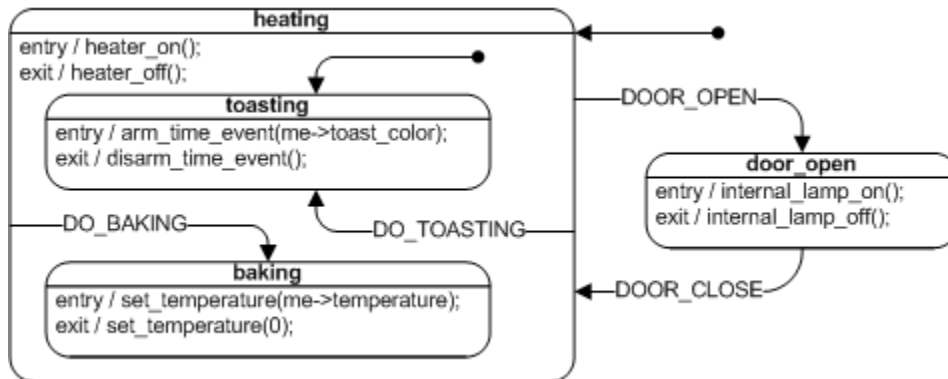 heating
entry / heater_on();
exit / heater_off();
toasting
entry / arm_time_event(me->toast_color);
exit / disarm_time_event();
DO_BAKING
DO_TOASTING
baking
entry / set_temperature(me->temperature);
exit / set_temperature(0);
DOOR_OPEN
door_open
entry / internal_lamp_on();
exit / internal_lamp_off();
DOOR_CLOSE